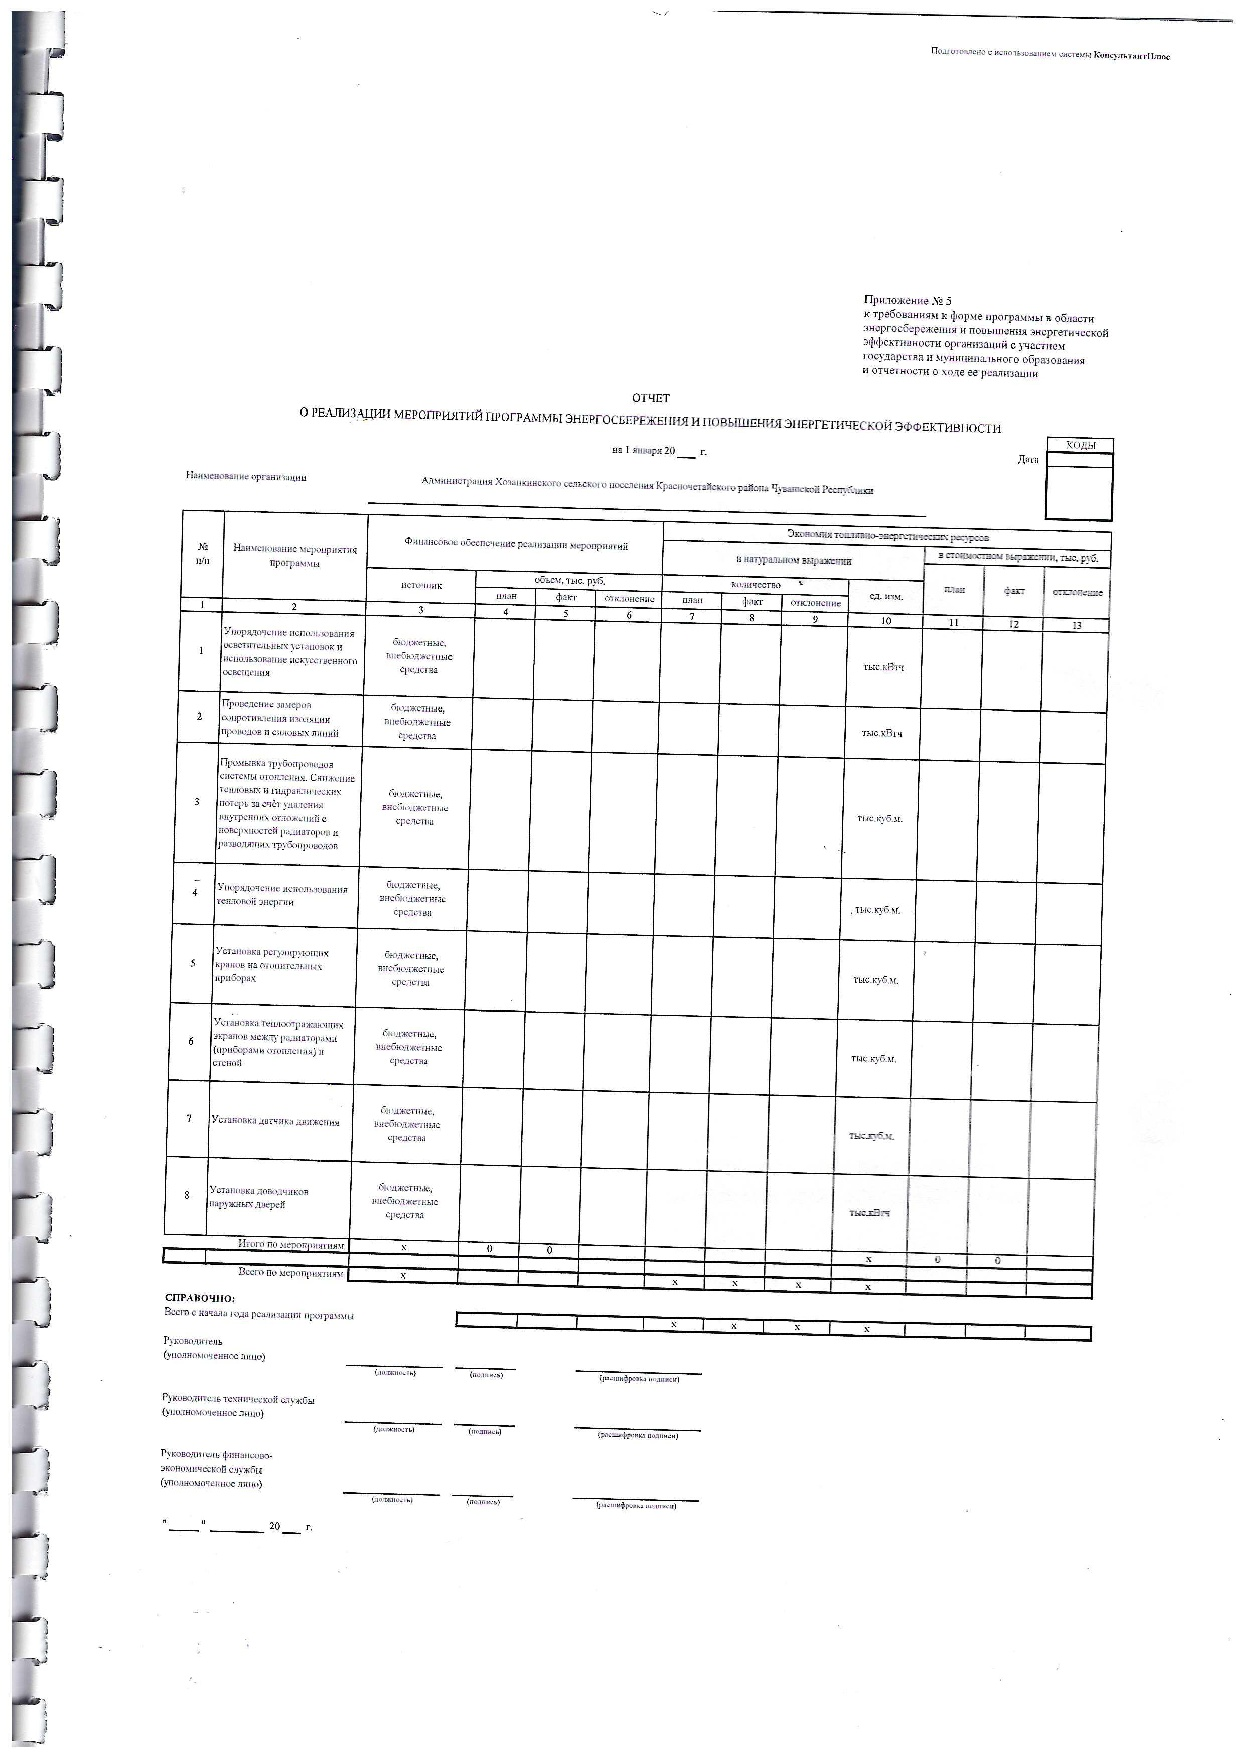 Подготовлено с использованием системы КонсультантПлюс
Приложение № 5
к требованиям к форме программы в области
энергосбережения и повышения энергетической
эффективности организаций с участием
государства и муниципального образования
и отчетности о ходе ее реализации
ОТЧЕТ
О РЕАЛИЗАЦИИ МЕРОПРИЯТИЙ ПРОГРАММЫ ЭНЕРГОСБЕРЕЖЕНИЯ И ПОВЫШЕНИЯ ЭНЕРГЕТИЧЕСКОЙ ЭФФЕКТИВНОСТИ
КОДЫ
на 1 января 20 ___ г.
Дата
Наименование организации
Администрация Хозанкинского сельского поселения Красночетайского района Чувашской Республики
№ п/п
Наименование мероприятия
программы
Финансовое обеспечение реализации мероприятий
Экономия топливно-энергетических ресурсов
в натуральном выражении
в стоимостном выражении, тыс. руб.
источник
объем, тыс. руб.
количество
ед. изм.
план факт отклонение
план факт отклонение
план факт отклонение
1 2 3 4 5 6 7 8 9 10 11 12 13
1
Упорядочение использования
осветительных установок и
использование искусственного
освещения
бюджетные,
внебюджетные
средства
тыс.кВтч
2
Проведение замеров
сопротивления изоляции
проводов и силовых линий
бюджетные,
внебюджетные
средства
тыс.кВтч
3
Промывка трубопроводов
системы отопления. Снижение
тепловых и гидравлических
потерь за счёт удаления
внутренних отложений с
поверхностей радиаторов и
разводящих трубопроводов
бюджетные,
внебюджетные
средства
тыс.куб.м.
4
Упорядочение использования
тепловой энергии
бюджетные,
внебюджетные
средства
тыс.куб.м.
5
Установка регулирующих
кранов на отопительных
приборах
бюджетные,
внебюджетные
средства
тыс.куб.м.
6
Установка теплоотражающих
экранов между радиаторами
(приборами отопления) и
стеной
бюджетные,
внебюджетные
средства
тыс.куб.м.
7
Установка датчика движения
бюджетные,
внебюджетные
средства
тыс.куб.м.
8
Установка доводчиков
наружных дверей
бюджетные,
внебюджетные
средства
тыс.кВтч
Итого по мероприятиям x 0 0 x 0 0
Всего по мероприятиям x x x x x
СПРАВОЧНО:
Всего с начала года реализации программы
x x x x
Руководитель
(уполномоченное лицо)
(должность) (подпись) (расшифровка подписи)
Руководитель технической службы
(уполномоченное лицо)
(должность) (подпись) (расшифровка подписи)
Руководитель финансово-
экономической службы
(уполномоченное лицо)
(должность) (подпись) (расшифровка подписи)
"____" ________ 20 ___ г.